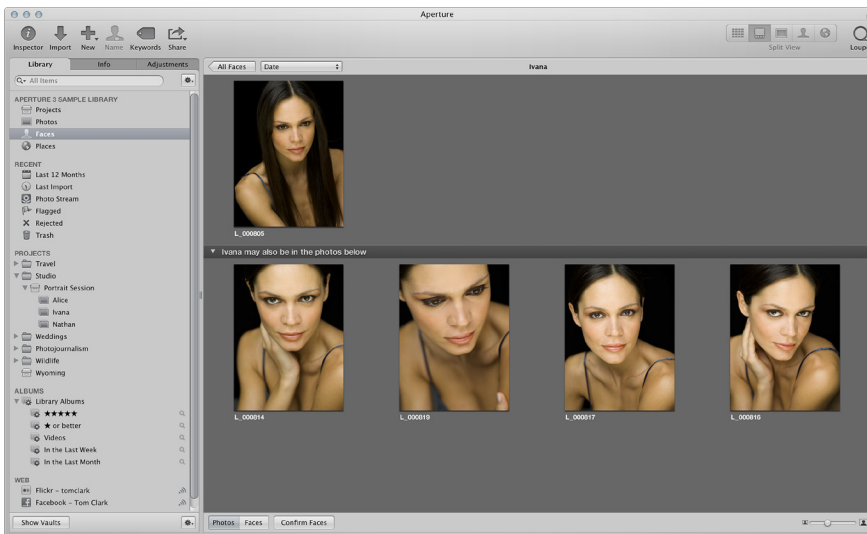 Aperture
Inspector Import New Name Keywords Share
Split View Loupe
Library Info Adjustments
All Faces Date Ivana
All Items
APERTURE 3 SAMPLE LIBRARY
Projects
Photos
Faces
Places
RECENT
Last 12 Months
Last Import
Photo Stream
Flagged
Rejected
Trash
L_000805
Ivana may also be in the photos below
PROJECTS
Travel
Studio
Portrait Session
Alice
Ivana
Nathan
Weddings
Photojournalism
Wildlife
Wyoming
ALBUMS
Library Albums
★★★★★
★ or better
Videos
In the Last Week
In the Last Month
L_000814 L_000819 L_000817 L_000816
WEB
Flickr – tomclark
Facebook – Tom Clark
Show Vaults
Photos Faces Confirm Faces